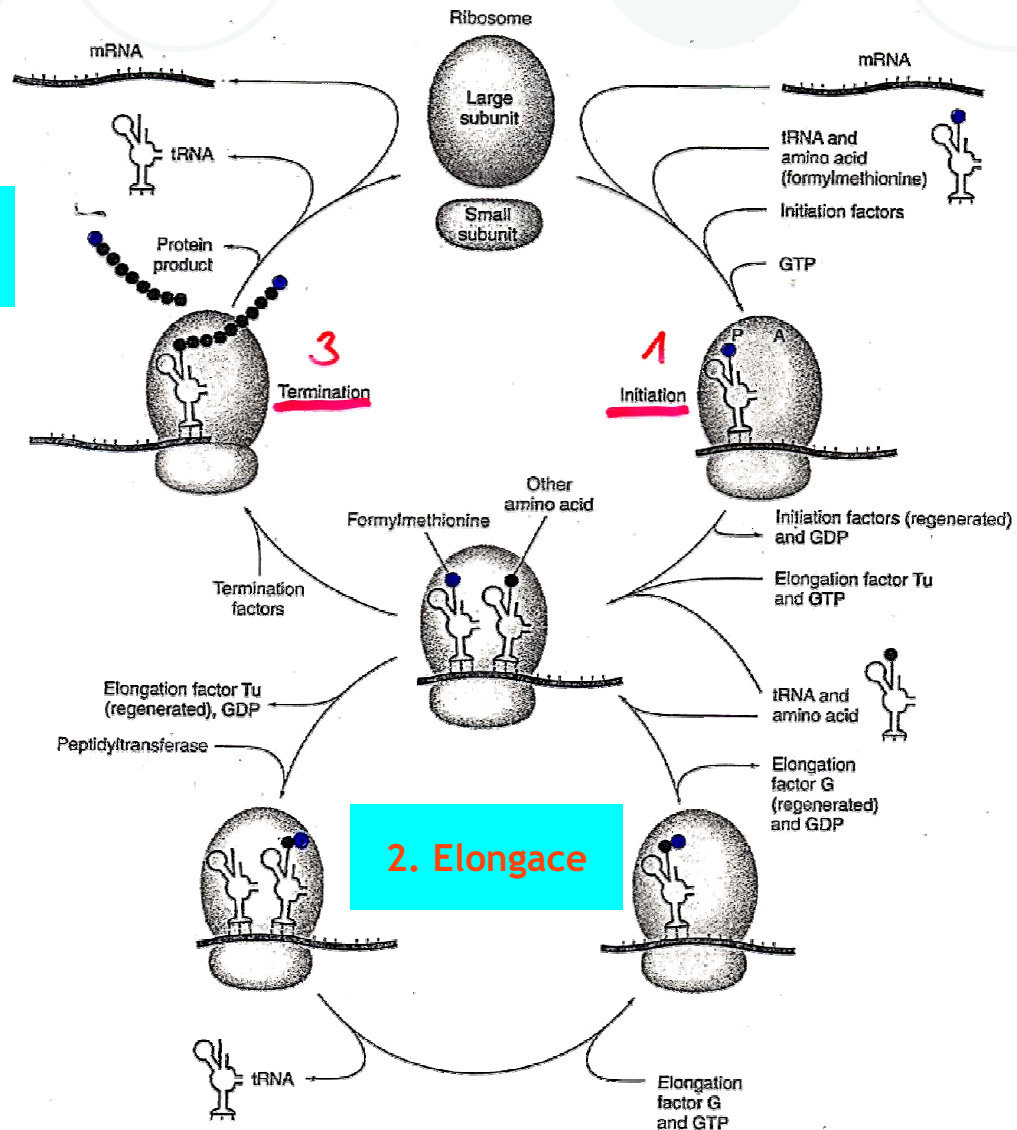 Ribosome
mRNA
Large
subunit
mRNA
tRNA
tRNA and
amino acid
(formylmethionine)
Small
subunit
Initiation factors
Protein
product
GTP
P A
3
1
Termination
Initiation
Other
amino acid
Formylmethionine
Initiation factors (regenerated)
and GDP
Termination
factors
Elongation factor Tu
and GTP
Elongation factor Tu
(regenerated), GDP
tRNA and
amino acid
Peptidyltransferase
Elongation
factor G
(regenerated)
and GDP
2. Elongace
tRNA
Elongation
factor G
and GTP